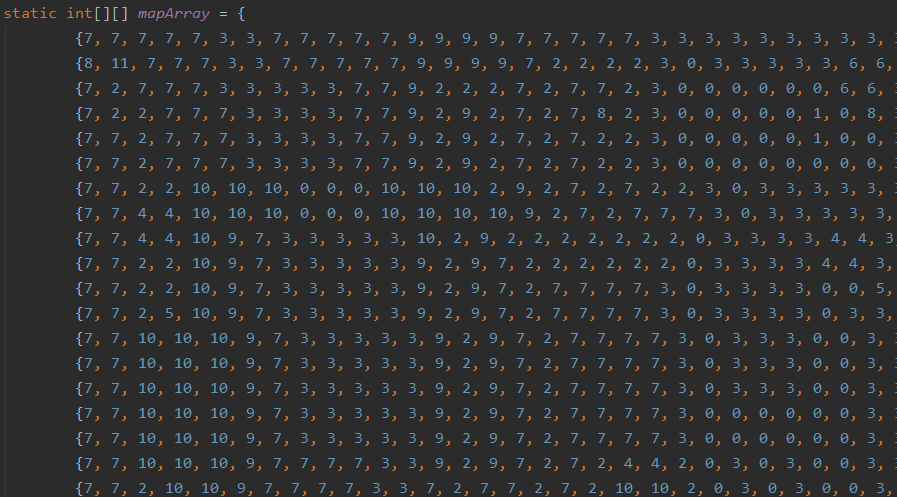 static int[][] mapArray = {
{7, 7, 7, 7, 7, 3, 3, 7, 7, 7, 7, 7, 9, 9, 9, 9, 7, 7, 7, 7, 7, 3, 3, 3, 3, 3, 3, 3, 3, 3,
{8, 11, 7, 7, 7, 3, 3, 7, 7, 7, 7, 7, 9, 9, 9, 9, 7, 2, 2, 2, 2, 3, 0, 3, 3, 3, 3, 3, 6, 6,
{7, 2, 7, 7, 7, 3, 3, 3, 3, 3, 7, 7, 9, 2, 2, 2, 7, 2, 7, 7, 2, 3, 0, 0, 0, 0, 0, 0, 6, 6,
{7, 2, 2, 7, 7, 7, 3, 3, 3, 3, 7, 7, 9, 2, 9, 2, 7, 2, 7, 8, 2, 3, 0, 0, 0, 0, 0, 1, 0, 8,
{7, 7, 2, 7, 7, 7, 3, 3, 3, 3, 7, 7, 9, 2, 9, 2, 7, 2, 7, 2, 2, 3, 0, 0, 0, 0, 0, 1, 0, 0,
{7, 7, 2, 7, 7, 7, 3, 3, 3, 3, 7, 7, 9, 2, 9, 2, 7, 2, 7, 2, 2, 3, 0, 0, 0, 0, 0, 0, 0, 0,
{7, 7, 2, 2, 10, 10, 10, 0, 0, 0, 10, 10, 10, 2, 9, 2, 7, 2, 7, 2, 2, 3, 0, 3, 3, 3, 3, 3,
{7, 7, 4, 4, 10, 10, 10, 0, 0, 0, 10, 10, 10, 10, 9, 2, 7, 2, 7, 7, 7, 3, 0, 3, 3, 3, 3, 3,
{7, 7, 4, 4, 10, 9, 7, 3, 3, 3, 3, 3, 10, 2, 9, 2, 2, 2, 2, 2, 2, 2, 0, 3, 3, 3, 3, 4, 4, 3
{7, 7, 2, 2, 10, 9, 7, 3, 3, 3, 3, 3, 9, 2, 9, 7, 2, 2, 2, 2, 2, 2, 0, 3, 3, 3, 3, 4, 4, 3,
{7, 7, 2, 2, 10, 9, 7, 3, 3, 3, 3, 3, 9, 2, 9, 7, 2, 7, 7, 7, 7, 3, 0, 3, 3, 3, 3, 0, 0, 5,
{7, 7, 2, 5, 10, 9, 7, 3, 3, 3, 3, 3, 9, 2, 9, 7, 2, 7, 7, 7, 7, 3, 0, 3, 3, 3, 3, 0, 3, 3,
{7, 7, 10, 10, 10, 9, 7, 3, 3, 3, 3, 3, 9, 2, 9, 7, 2, 7, 7, 7, 7, 3, 0, 3, 3, 3, 0, 0, 3,
{7, 7, 10, 10, 10, 9, 7, 3, 3, 3, 3, 3, 9, 2, 9, 7, 2, 7, 7, 7, 7, 3, 0, 3, 3, 3, 0, 0, 3,
{7, 7, 10, 10, 10, 9, 7, 3, 3, 3, 3, 3, 9, 2, 9, 7, 2, 7, 7, 7, 7, 3, 0, 3, 3, 3, 0, 0, 3,
{7, 7, 10, 10, 10, 9, 7, 3, 3, 3, 3, 3, 9, 2, 9, 7, 2, 7, 7, 7, 7, 3, 0, 0, 0, 0, 0, 0, 3,
{7, 7, 10, 10, 10, 9, 7, 3, 3, 3, 3, 3, 9, 2, 9, 7, 2, 7, 7, 7, 7, 3, 0, 0, 0, 0, 0, 0, 3,
{7, 7, 10, 10, 10, 9, 7, 7, 7, 7, 3, 3, 9, 2, 9, 7, 2, 7, 2, 4, 4, 2, 0, 3, 0, 3, 0, 0, 3,
{7, 7, 2, 10, 10, 9, 7, 7, 7, 7, 3, 3, 7, 2, 7, 7, 2, 7, 2, 10, 10, 2, 0, 3, 0, 3, 0, 0, 3,